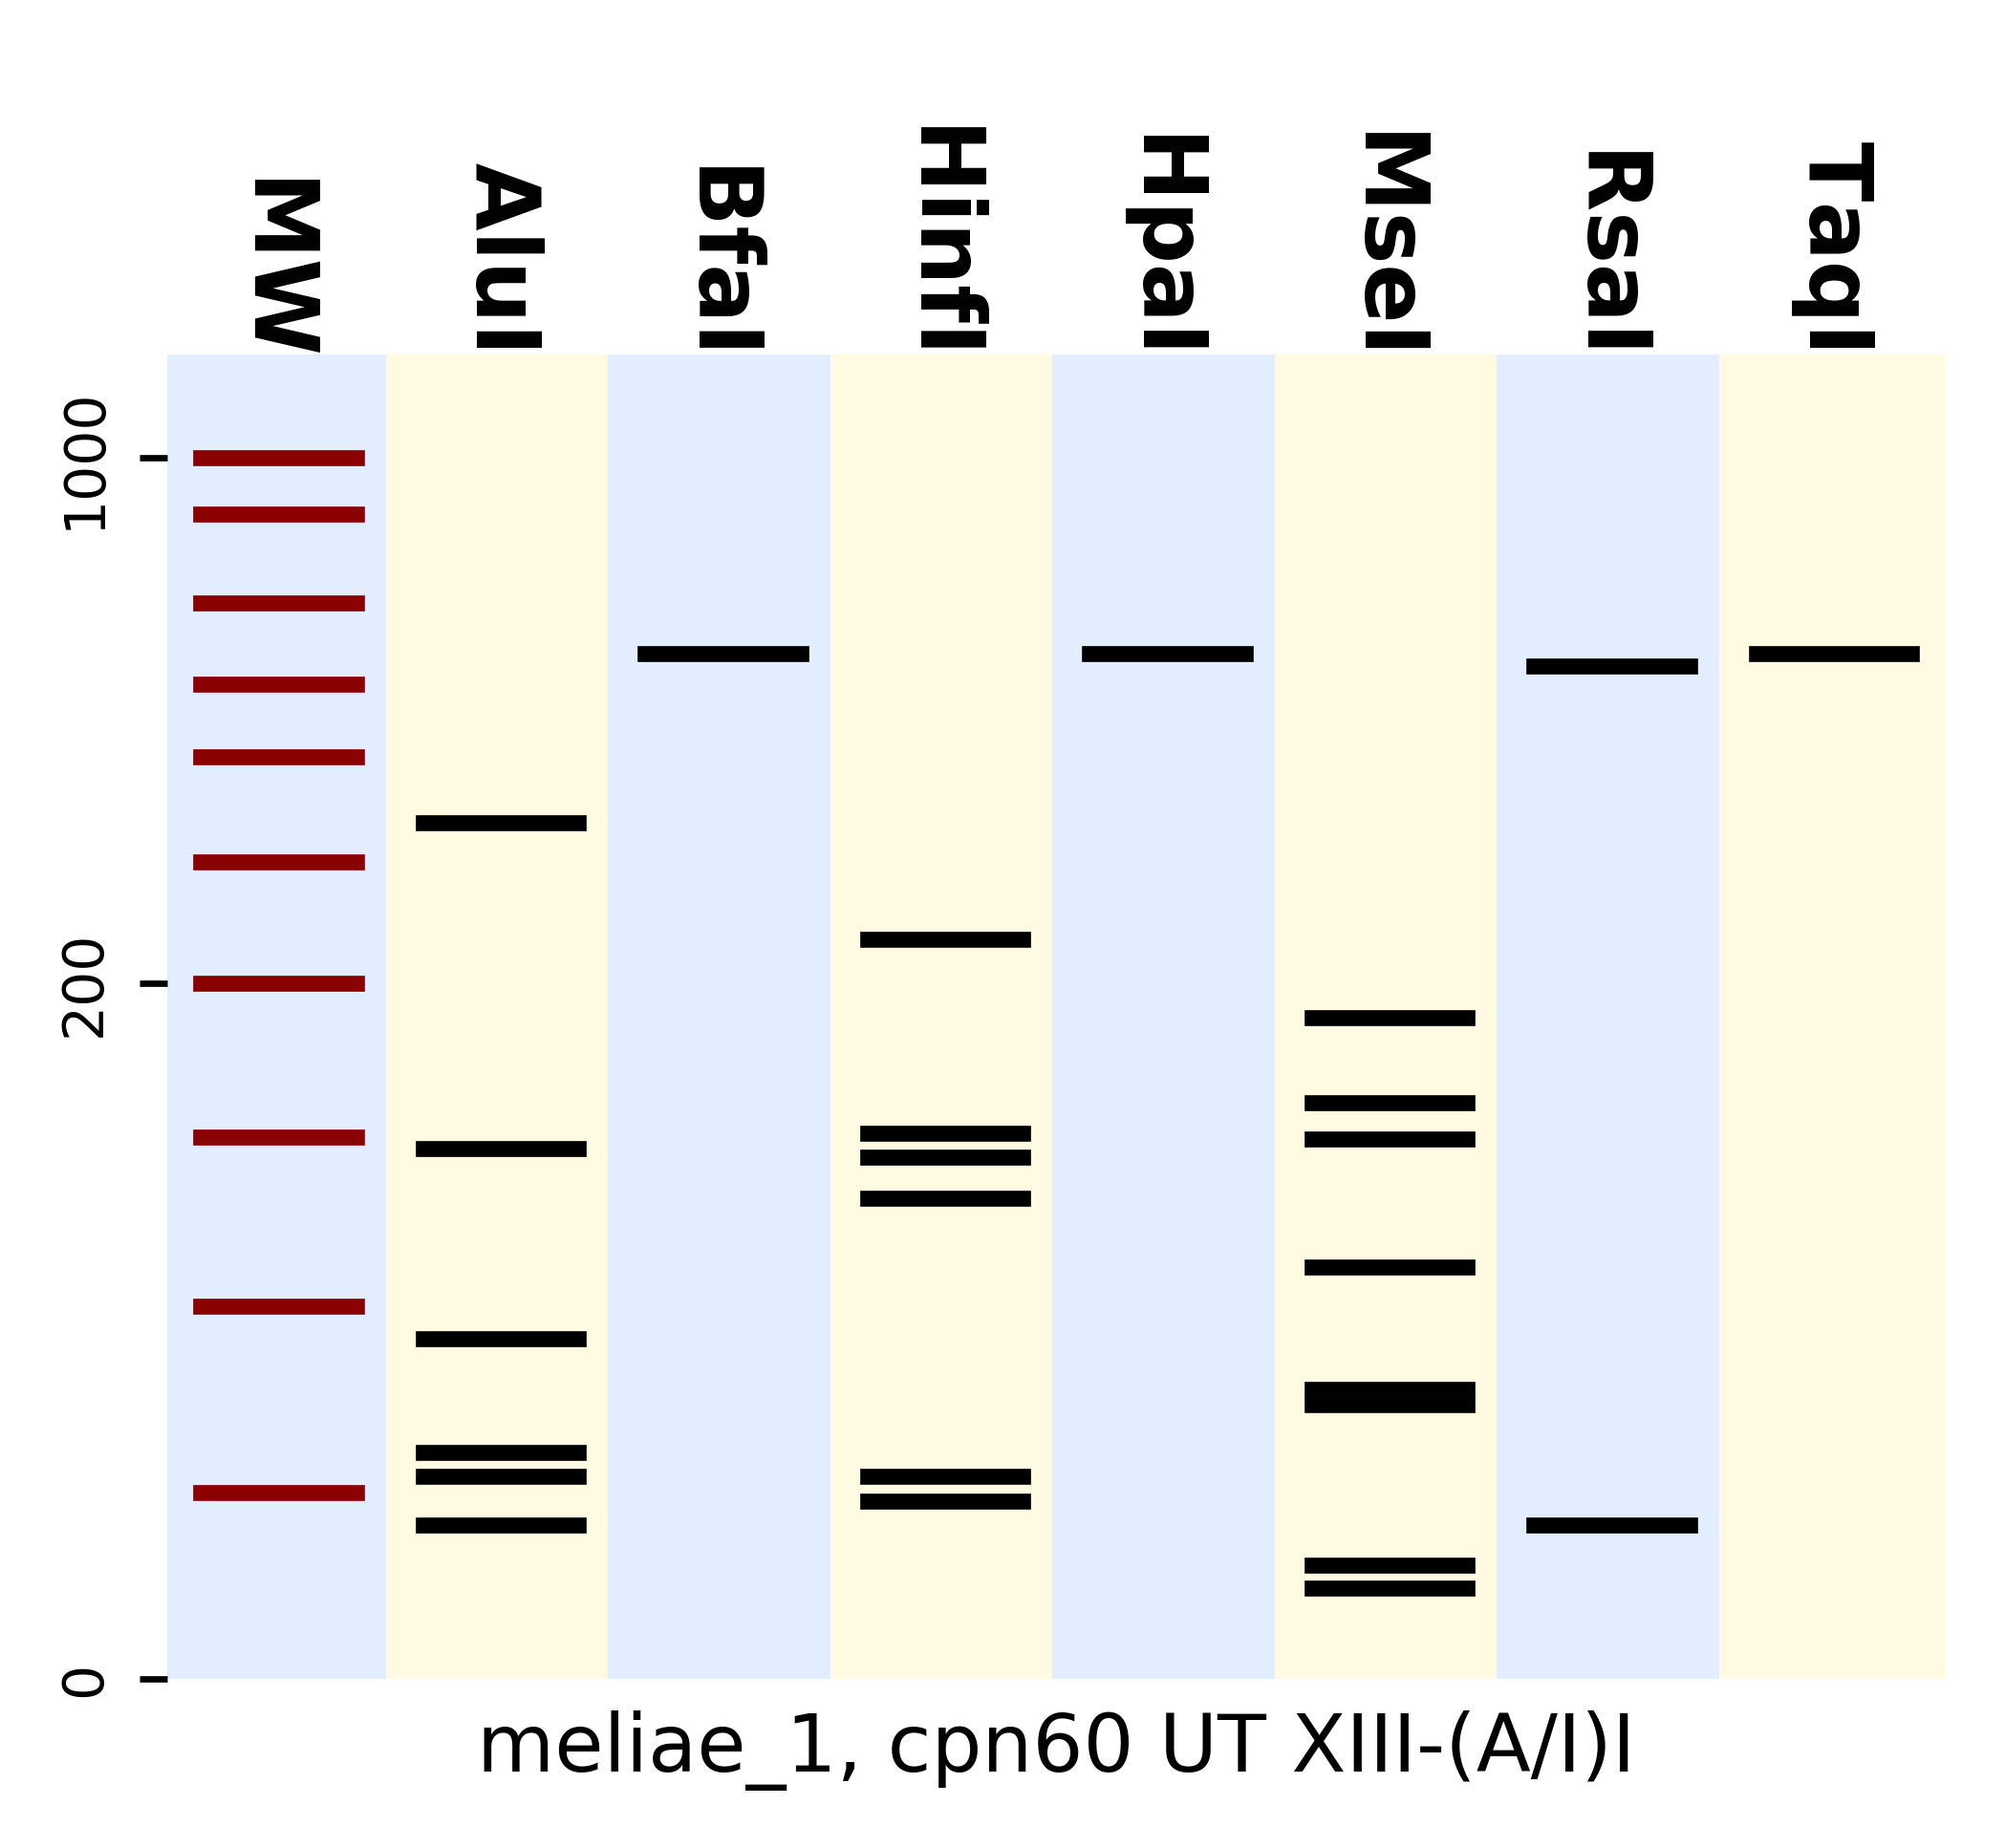 MW
AluI
BfaI
HinfI
HpaI
MseI
RsaI
TaqI
1000
200
0
meliae_1, cpn60 UT XIII-(A/I)I